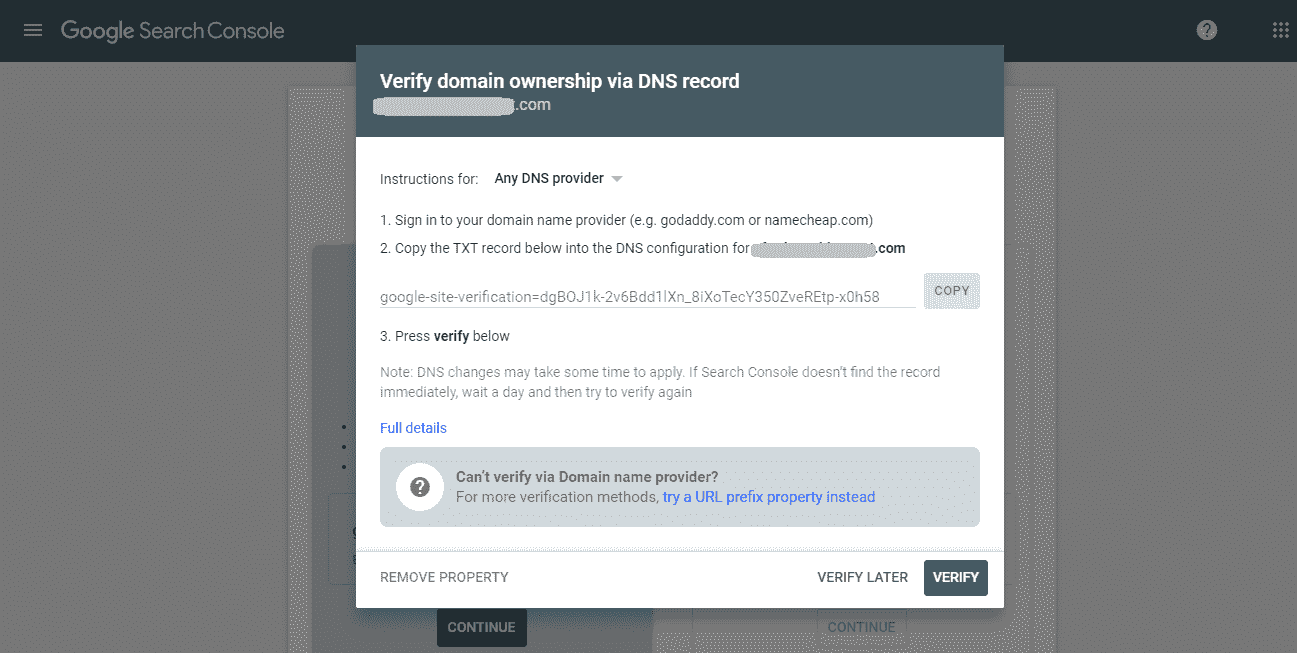 Google Search Console
Verify domain ownership via DNS record
.com
Instructions for: Any DNS provider
1. Sign in to your domain name provider (e.g. godaddy.com or namecheap.com)
2. Copy the TXT record below into the DNS configuration for .com
google-site-verification=dgBOJ1k-2v6Bdd1lXn_8iXoTecY350ZveREtp-x0h58
COPY
3. Press verify below
Note: DNS changes may take some time to apply. If Search Console doesn't find the record
immediately, wait a day and then try to verify again
Full details
Can't verify via Domain name provider?
For more verification methods, try a URL prefix property instead
REMOVE PROPERTY VERIFY LATER VERIFY
CONTINUE CONTINUE